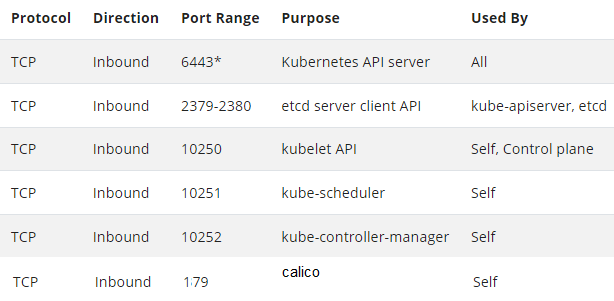 Protocol Direction Port Range Purpose Used By
TCP Inbound 6443* Kubernetes API server All
TCP Inbound 2379-2380 etcd server client API kube-apiserver, etcd
TCP Inbound 10250 kubelet API Self, Control plane
TCP Inbound 10251 kube-scheduler Self
TCP Inbound 10252 kube-controller-manager Self
TCP Inbound 179 calico Self